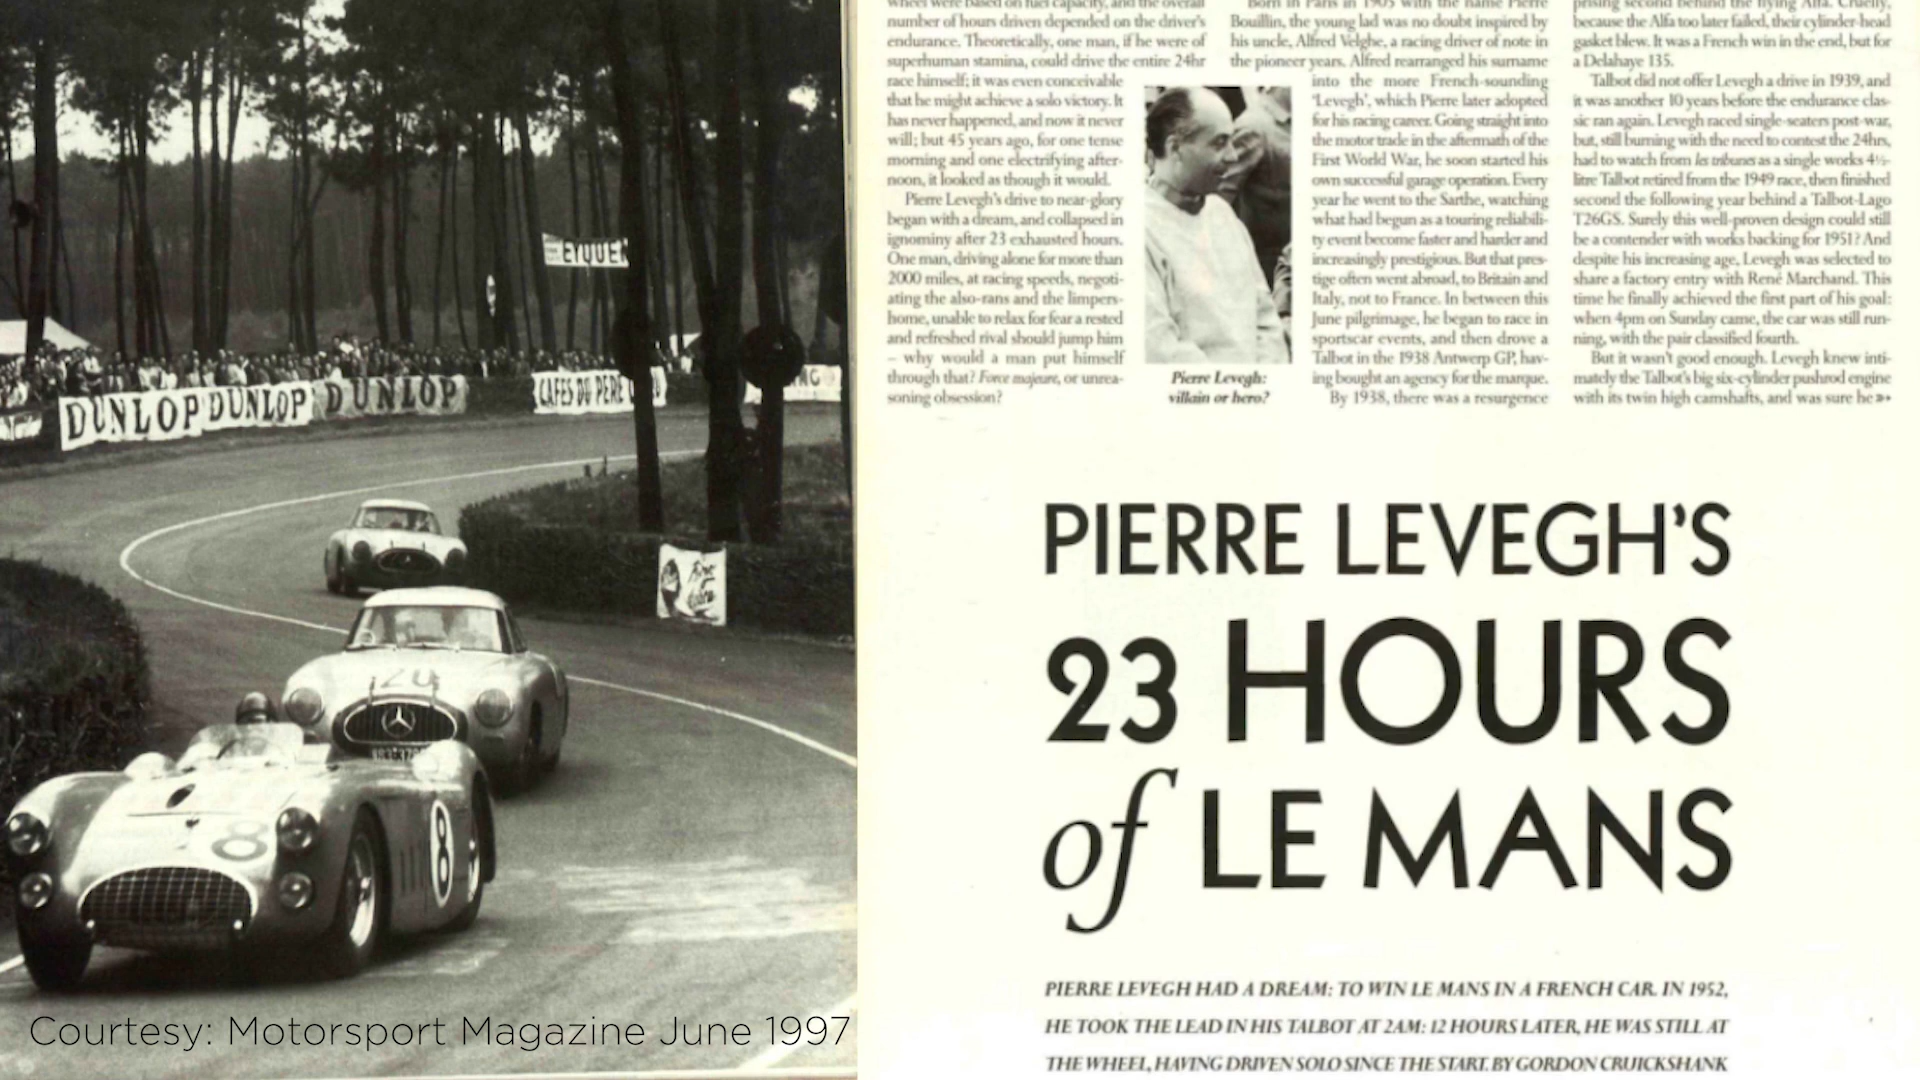 EYQUEM
DUNLOP DUNLOP DUNLOP
CAFES DU PERE
20
8
8
Courtesy: Motorsport Magazine June 1997
wheel were based on fuel capacity, and the overall
number of hours driven depended on the driver's
endurance. Theoretically, one man, if he were of
superhuman stamina, could drive the entire 24hr
race himself; it was even conceivable
that he might achieve a solo victory. It
has never happened, and now it never
will; but 45 years ago, for one tense
morning and one electrifying after-
noon, it looked as though it would.
Pierre Levegh's drive to near-glory
began with a dream, and collapsed in
ignominy after 23 exhausted hours.
One man, driving alone for more than
2000 miles, at racing speeds, negoti-
ating the also-rans and the limpers-
home, unable to relax for fear a rested
and refreshed rival should jump him
– why would a man put himself
through that? Force majeure, or unrea-
soning obsession?
Pierre Levegh:
villain or hero?
Born in Paris in 1905 with the name Pierre
Bouillin, the young lad was no doubt inspired by
his uncle, Alfred Velghe, a racing driver of note in
the pioneer years. Alfred rearranged his surname
into the more French-sounding
'Levegh', which Pierre later adopted
for his racing career. Going straight into
the motor trade in the aftermath of the
First World War, he soon started his
own successful garage operation. Every
year he went to the Sarthe, watching
what had begun as a touring reliabili-
ty event become faster and harder and
increasingly prestigious. But that pres-
tige often went abroad, to Britain and
Italy, not to France. In between this
June pilgrimage, he began to race in
sportscar events, and then drove a
Talbot in the 1938 Antwerp GP, hav-
ing bought an agency for the marque.
By 1938, there was a resurgence
prising second behind the flying Alfa. Cruelly,
because the Alfa too later failed, their cylinder-head
gasket blew. It was a French win in the end, but for
a Delahaye 135.
Talbot did not offer Levegh a drive in 1939, and
it was another 10 years before the endurance clas-
sic ran again. Levegh raced single-seaters post-war,
but, still burning with the need to contest the 24hrs,
had to watch from les tribunes as a single works 4½-
litre Talbot retired from the 1949 race, then finished
second the following year behind a Talbot-Lago
T26GS. Surely this well-proven design could still
be a contender with works backing for 1951? And
despite his increasing age, Levegh was selected to
share a factory entry with René Marchand. This
time he finally achieved the first part of his goal:
when 4pm on Sunday came, the car was still run-
ning, with the pair classified fourth.
But it wasn't good enough. Levegh knew inti-
mately the Talbot's big six-cylinder pushrod engine
with its twin high camshafts, and was sure he
PIERRE LEVEGH'S
23 HOURS
of LE MANS
PIERRE LEVEGH HAD A DREAM: TO WIN LE MANS IN A FRENCH CAR. IN 1952,
HE TOOK THE LEAD IN HIS TALBOT AT 2AM: 12 HOURS LATER, HE WAS STILL AT
THE WHEEL, HAVING DRIVEN SOLO SINCE THE START. BY GORDON CRUICKSHANK